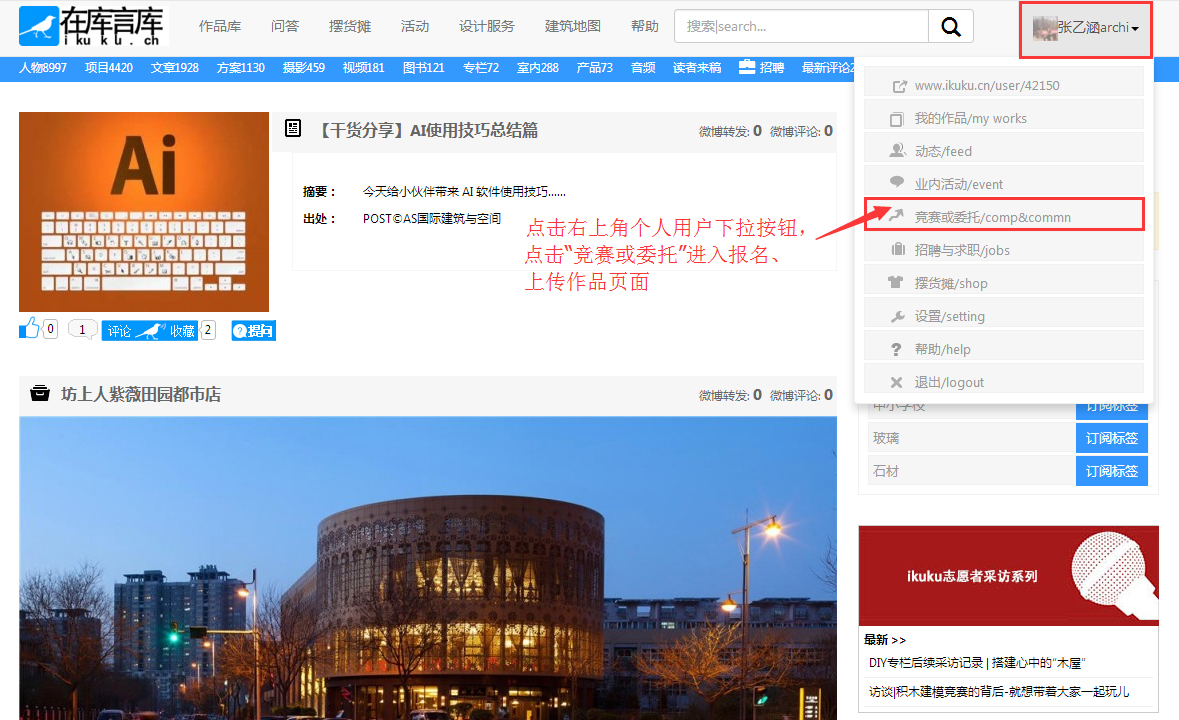 在库言库
ikuku.cn
作品库 问答 摆货摊 活动 设计服务 建筑地图 帮助 搜索|search... 张乙涵archi
人物8997 项目4420 文章1928 方案1130 摄影459 视频181 图书121 专栏72 室内288 产品73 音频 读者来稿 招聘 最新评论2
www.ikuku.cn/user/42150
我的作品/my works
动态/feed
业内活动/event
竞赛或委托/comp&commn
招聘与求职/jobs
摆货摊/shop
设置/setting
帮助/help
退出/logout
Ai
【干货分享】AI使用技巧总结篇 微博转发: 0 微博评论: 0
摘要： 今天给小伙伴带来 AI 软件使用技巧......
出处： POST©AS国际建筑与空间
点击右上角个人用户下拉按钮，
点击“竞赛或委托”进入报名、
上传作品页面
0 1 评论 收藏 2 提问
坊上人紫薇田园都市店 微博转发: 0 微博评论: 0
中小学校 订阅标签
玻璃 订阅标签
石材 订阅标签
ikuku志愿者采访系列
最新 >>
DIY专栏后续采访记录 | 搭建心中的“木屋”
访谈|积木建模竞赛的背后-就想带着大家一起玩儿